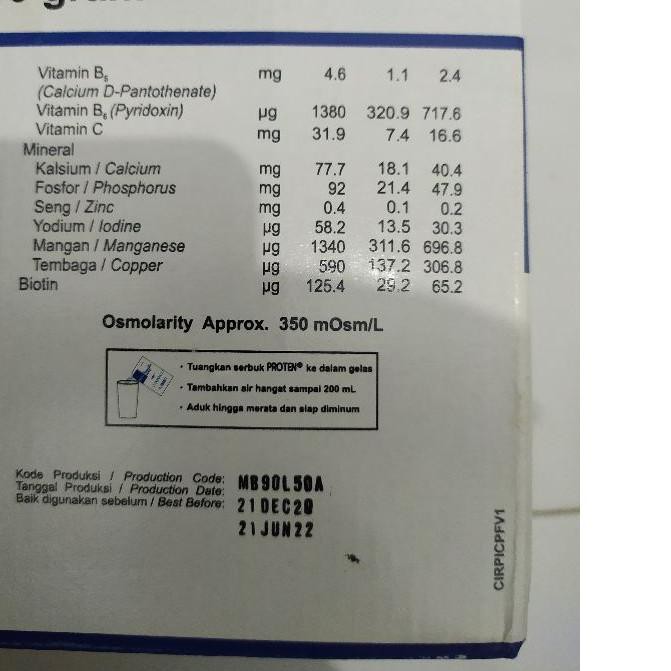 Vitamin B5 mg 4.6 1.1 2.4
(Calcium D-Pantothenate)
Vitamin B6 (Pyridoxin) µg 1380 320.9 717.6
Vitamin C mg 31.9 7.4 16.6
Mineral
Kalsium / Calcium mg 77.7 18.1 40.4
Fosfor / Phosphorus mg 92 21.4 47.9
Seng / Zinc mg 0.4 0.1 0.2
Yodium / Iodine µg 58.2 13.5 30.3
Mangan / Manganese µg 1340 311.6 696.8
Tembaga / Copper µg 590 137.2 306.8
Biotin µg 125.4 29.2 65.2
Osmolarity Approx. 350 mOsm/L
• Tuangkan serbuk PROTEN® ke dalam gelas
• Tambahkan air hangat sampai 200 mL
• Aduk hingga merata dan siap diminum
Kode Produksi / Production Code: MB90L50A
Tanggal Produksi / Production Date: 21 DEC 20
Baik digunakan sebelum / Best Before: 21 JUN 22
CIRPICPFV1